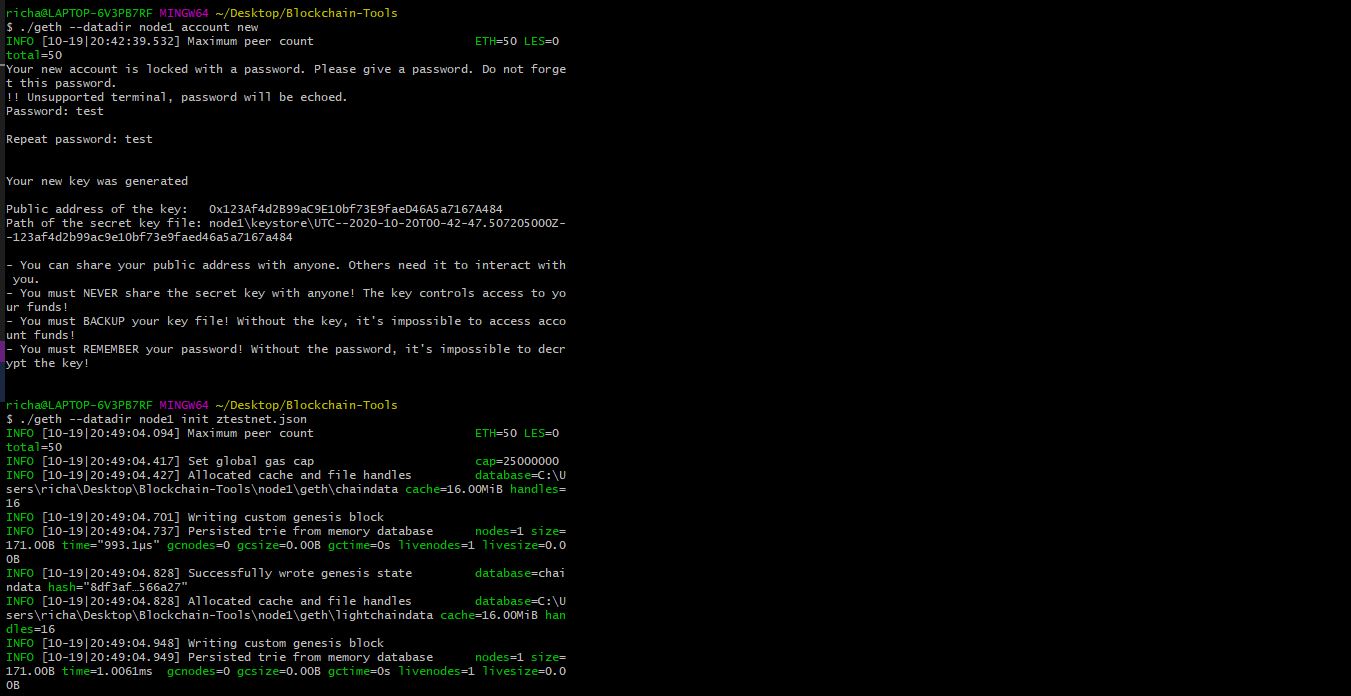 richa@LAPTOP-6V3PB7RF MINGW64 ~/Desktop/Blockchain-Tools
$ ./geth --datadir node1 account new
INFO [10-19|20:42:39.532] Maximum peer count                       ETH=50 LES=0
total=50
Your new account is locked with a password. Please give a password. Do not forge
t this password.
!! Unsupported terminal, password will be echoed.
Password: test
Repeat password: test
Your new key was generated
Public address of the key:   0x123Af4d2B99aC9E10bf73E9faeD46A5a7167A484
Path of the secret key file: node1\keystore\UTC--2020-10-20T00-42-47.507205000Z-
-123af4d2b99ac9e10bf73e9faed46a5a7167a484
- You can share your public address with anyone. Others need it to interact with
 you.
- You must NEVER share the secret key with anyone! The key controls access to yo
ur funds!
- You must BACKUP your key file! Without the key, it's impossible to access acco
unt funds!
- You must REMEMBER your password! Without the password, it's impossible to decr
ypt the key!
richa@LAPTOP-6V3PB7RF MINGW64 ~/Desktop/Blockchain-Tools
$ ./geth --datadir node1 init ztestnet.json
INFO [10-19|20:49:04.094] Maximum peer count                       ETH=50 LES=0
total=50
INFO [10-19|20:49:04.417] Set global gas cap                       cap=25000000
INFO [10-19|20:49:04.427] Allocated cache and file handles         database=C:\U
sers\richa\Desktop\Blockchain-Tools\node1\geth\chaindata cache=16.00MiB handles=
16
INFO [10-19|20:49:04.701] Writing custom genesis block
INFO [10-19|20:49:04.737] Persisted trie from memory database      nodes=1 size=
171.00B time="993.1µs" gcnodes=0 gcsize=0.00B gctime=0s livenodes=1 livesize=0.0
0B
INFO [10-19|20:49:04.828] Successfully wrote genesis state         database=chai
ndata hash="8df3af…566a27"
INFO [10-19|20:49:04.828] Allocated cache and file handles         database=C:\U
sers\richa\Desktop\Blockchain-Tools\node1\geth\lightchaindata cache=16.00MiB han
dles=16
INFO [10-19|20:49:04.948] Writing custom genesis block
INFO [10-19|20:49:04.949] Persisted trie from memory database      nodes=1 size=
171.00B time=1.0061ms  gcnodes=0 gcsize=0.00B gctime=0s livenodes=1 livesize=0.0
0B